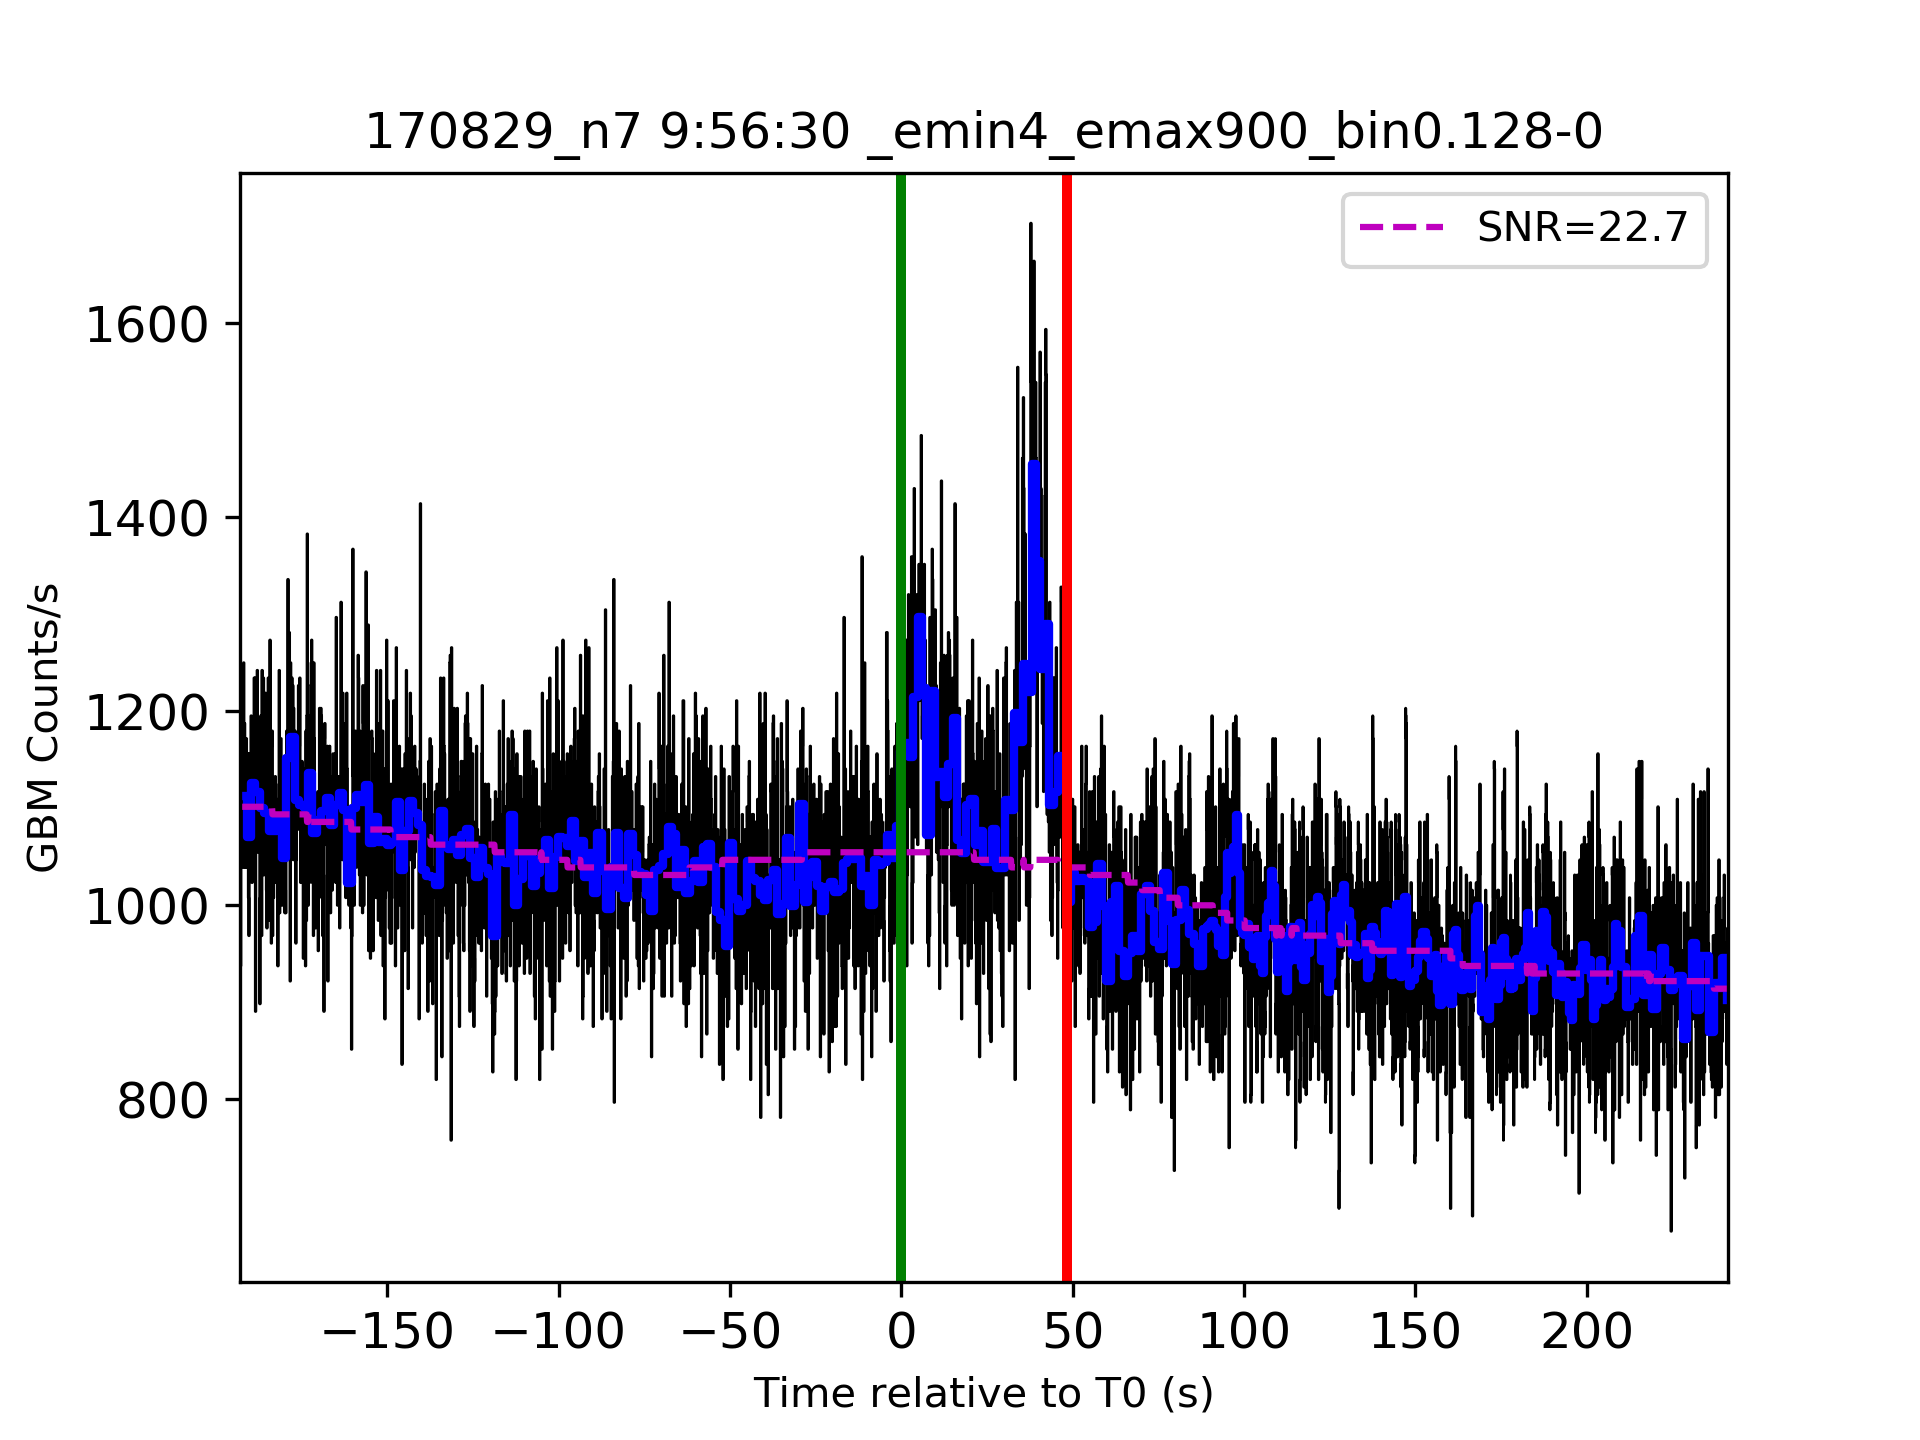 170829_n7 9:56:30 _emin4_emax900_bin0.128-0
SNR=22.7
GBM Counts/s
1600
1400
1200
1000
800
−150 −100 −50 0 50 100 150 200
Time relative to T0 (s)